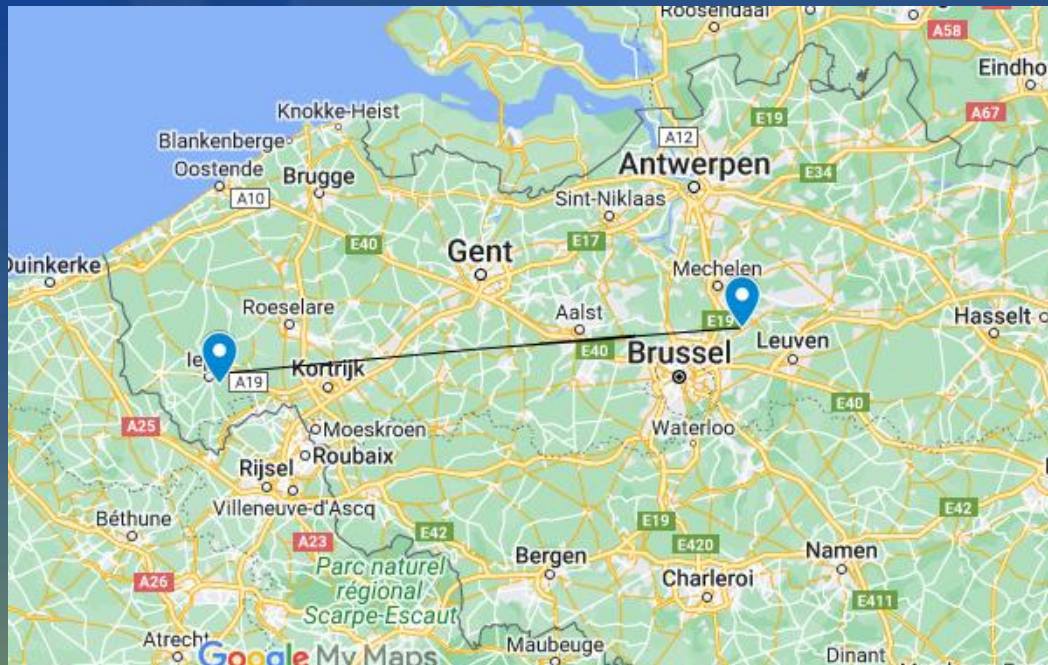 Roosendaal
A58
Eindho
A67
E19
A12
Knokke-Heist
Blankenberge
Oostende
Brugge
A10
Antwerpen
E34
Sint-Niklaas
E40
Gent
E17
Duinkerke
Mechelen
Roeselare
Aalst
E19
Hasselt
Brussel
Leuven
E40
Ie
A19
Kortrijk
E40
A25
Moeskroen
Waterloo
Roubaix
Rijsel
Villeneuve-d'Ascq
Béthune
A23
E42
E19
E42
E420
Parc naturel
régional
Scarpe-Escaut
Bergen
Namen
A26
Charleroi
E411
Atrecht
Google My Maps
Maubeuge
Dinant